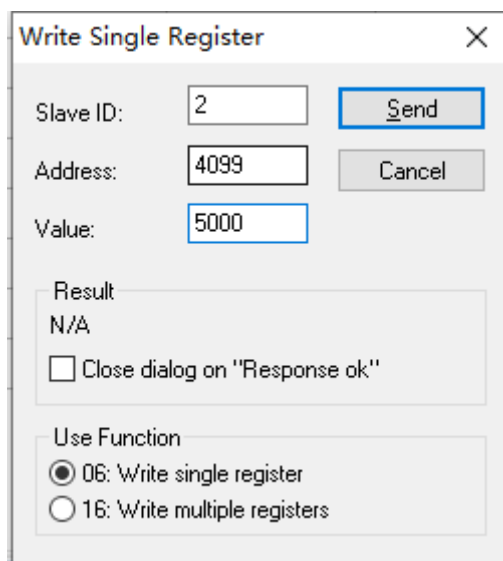 Write Single Register
Slave ID: 2 Send
Address: 4099 Cancel
Value: 5000
Result
N/A
Close dialog on "Response ok"
Use Function
06: Write single register
16: Write multiple registers